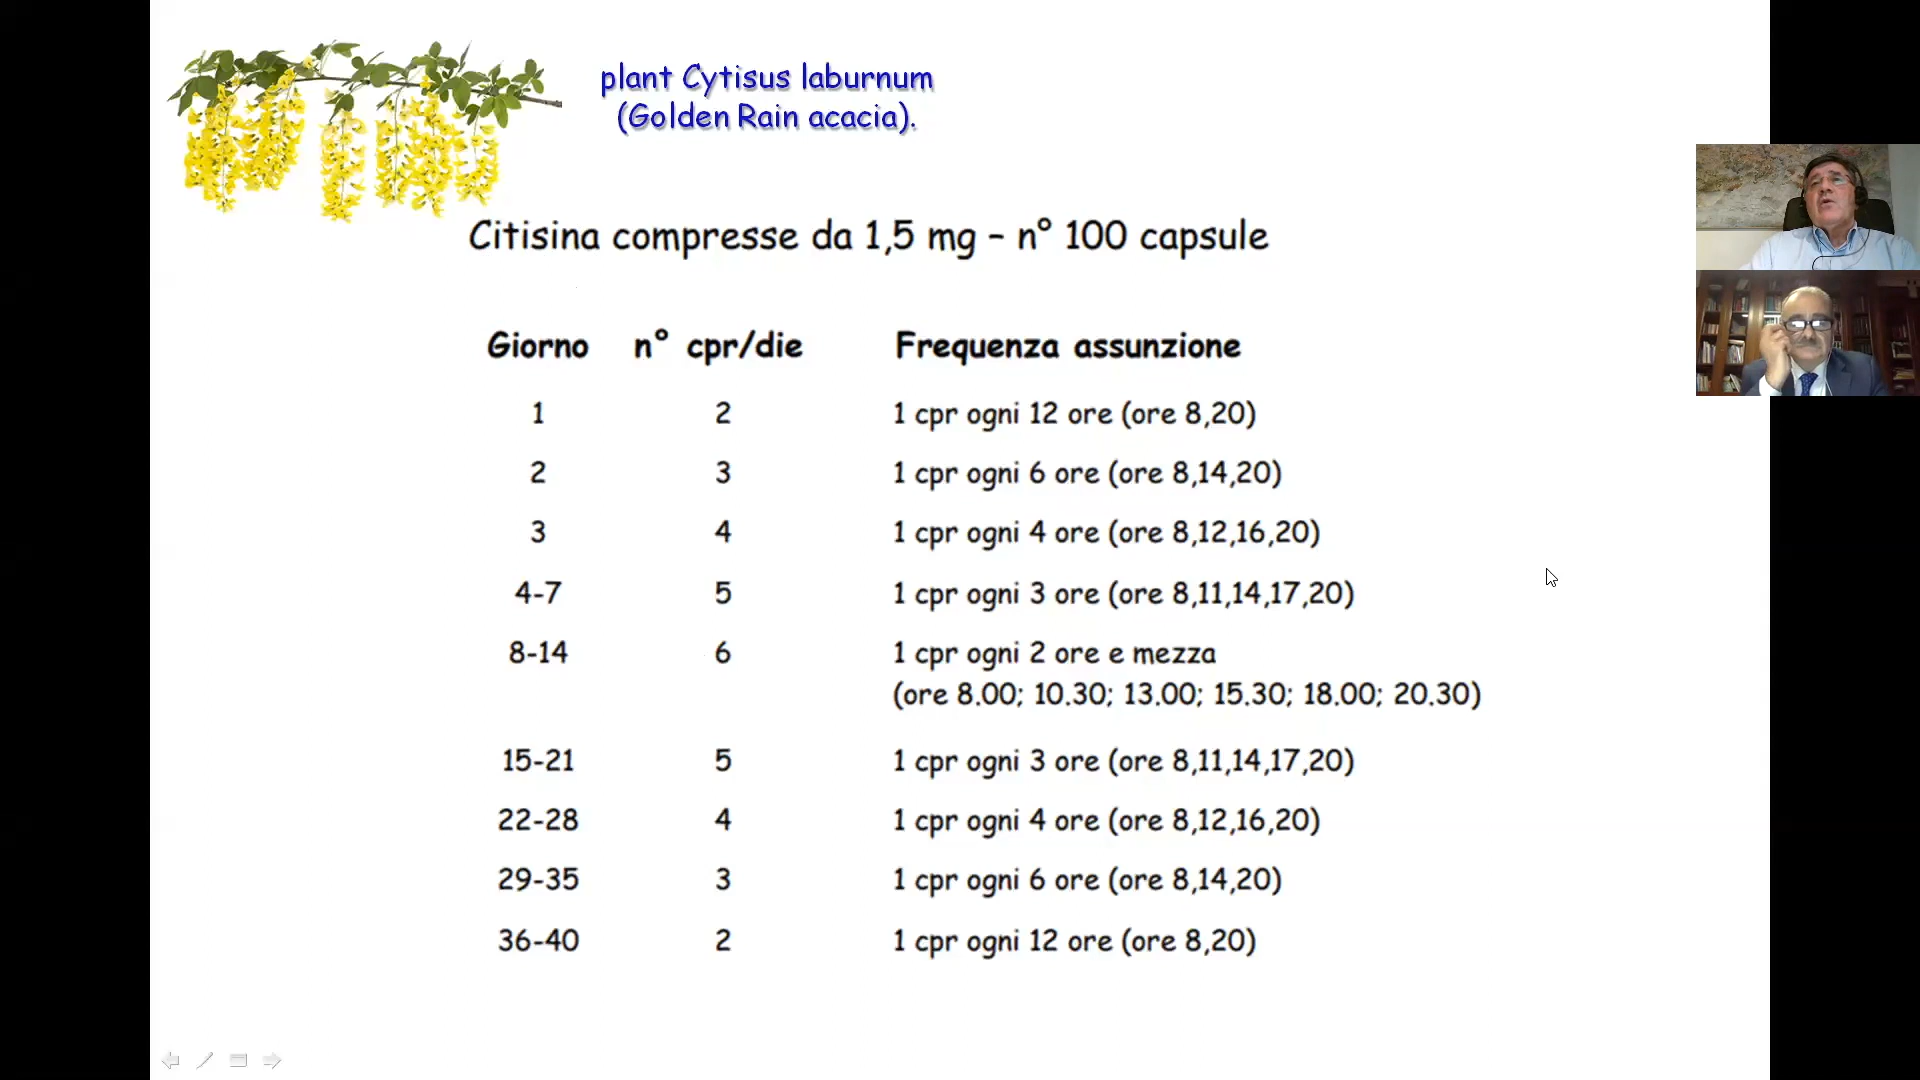 plant Cytisus laburnum
(Golden Rain acacia).
Citisina compresse da 1,5 mg – n° 100 capsule
Giorno n° cpr/die Frequenza assunzione
1 2 1 cpr ogni 12 ore (ore 8,20)
2 3 1 cpr ogni 6 ore (ore 8,14,20)
3 4 1 cpr ogni 4 ore (ore 8,12,16,20)
4-7 5 1 cpr ogni 3 ore (ore 8,11,14,17,20)
8-14 6 1 cpr ogni 2 ore e mezza
(ore 8.00; 10.30; 13.00; 15.30; 18.00; 20.30)
15-21 5 1 cpr ogni 3 ore (ore 8,11,14,17,20)
22-28 4 1 cpr ogni 4 ore (ore 8,12,16,20)
29-35 3 1 cpr ogni 6 ore (ore 8,14,20)
36-40 2 1 cpr ogni 12 ore (ore 8,20)